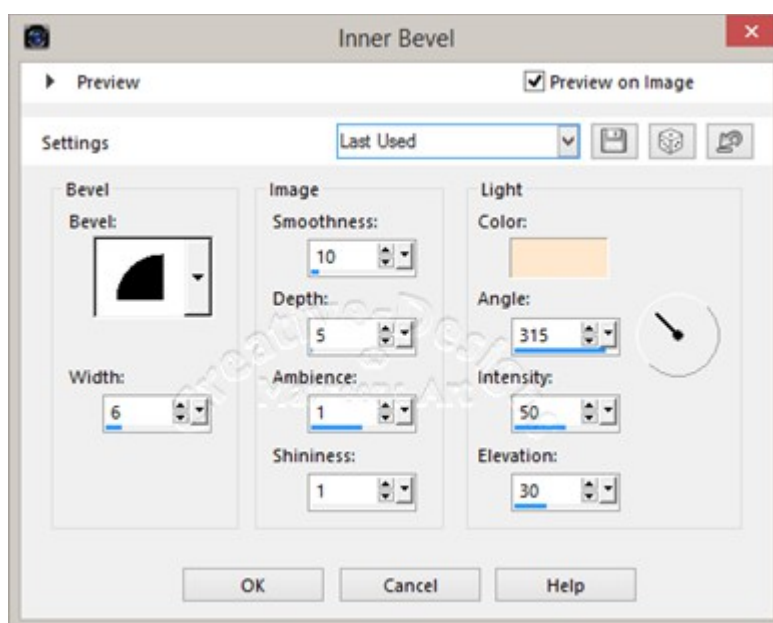 Inner Bevel
Preview
Preview on Image
Settings
Last Used
Bevel
Bevel:
Width:
6
Image
Smoothness:
10
Depth:
5
Ambience:
1
Shininess:
1
Light
Color:
Angle:
315
Intensity:
50
Elevation:
30
OK
Cancel
Help